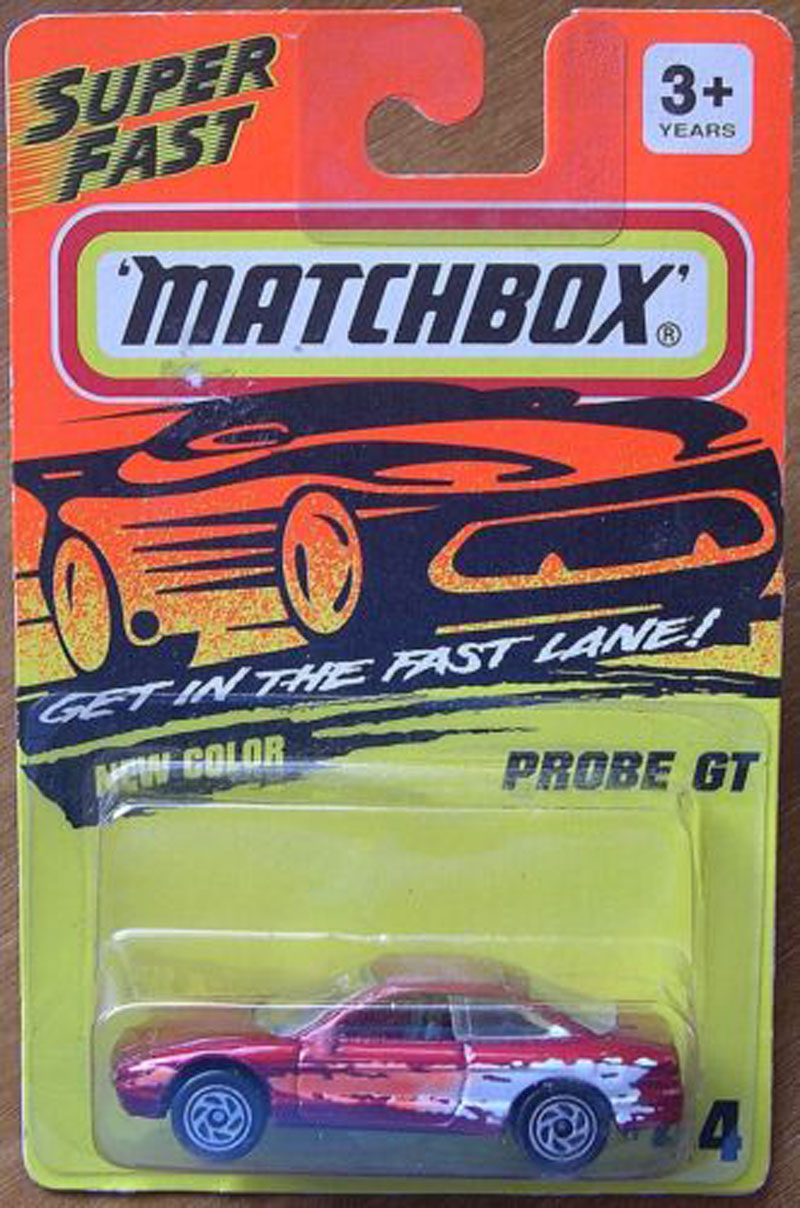 SUPER
FAST
3+
YEARS
'MATCHBOX'®
GET IN THE FAST LANE!
NEW COLOR
PROBE GT
4